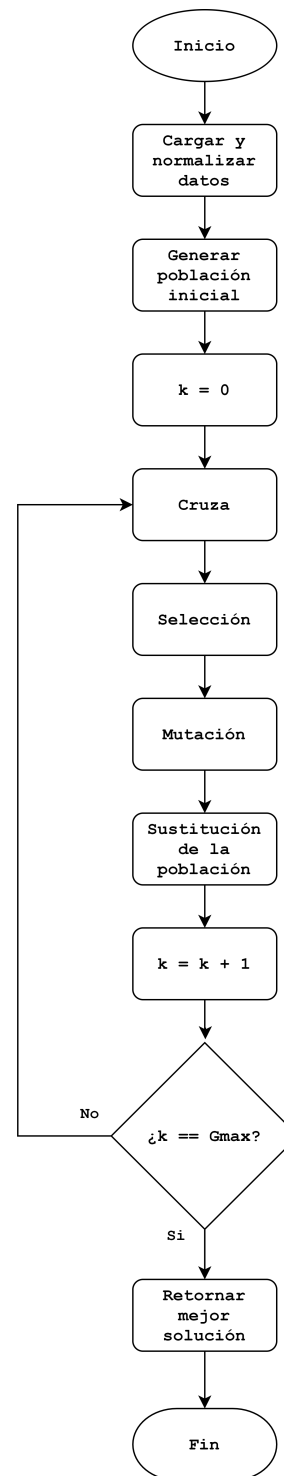 Inicio
Cargar y
normalizar
datos
Generar
población
inicial
k = 0
Cruza
Selección
Mutación
Sustitución
de la
población
k = k + 1
¿k == Gmax?
No
Si
Retornar
mejor
solución
Fin